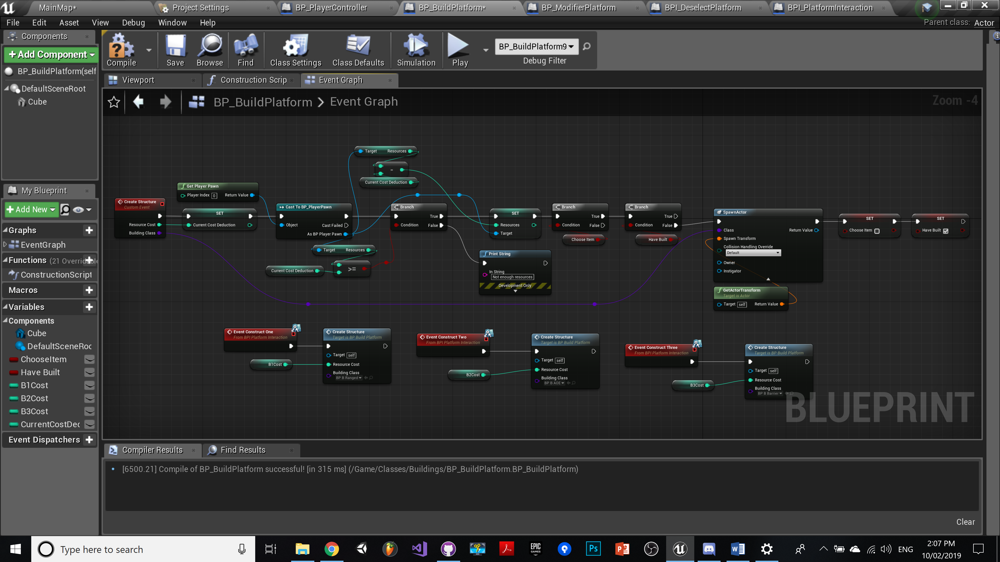 MainMap*
Project Settings
BP_PlayerController
BP_BuildPlatform*
BP_ModifierPlatform
BPI_DeselectPlatform
BPI_PlatformInteraction
File Edit Asset View Debug Window Help
Parent class: Actor
Components
+Add Component
BP_BuildPlatform(self
DefaultSceneRoot
Cube
Compile
Save
Browse
Find
Class Settings
Class Defaults
Simulation
Play
BP_BuildPlatform9
Debug Filter
Viewport
Construction Scrip
Event Graph
BP_BuildPlatform > Event Graph
Zoom -4
My Blueprint
+ Add New
Graphs
EventGraph
Functions (21 Overridable
ConstructionScript
Macros
Variables
Components
Cube
DefaultSceneRoo
ChooseItem
Have Built
B1Cost
B2Cost
B3Cost
CurrentCostDec
Event Dispatchers
Target Resources
-
Current Cost Deduction
Get Player Pawn
Player Index 0 Return Value
Create Structure
Custom Event
Resource Cost
Building Class
SET
Current Cost Deduction
Cast To BP_PlayerPawn
Object
Cast Failed
As BP Player Pawn
Target Resources
Current Cost Deduction
>=
Branch
True
Condition False
SET
Resources
Target
Print String
In String
Not enough resources
Development Only
Branch
True
Condition False
Choose Item
Branch
True
Condition False
Have Built
SpawnActor
Class Return Value
Spawn Transform
Collision Handling Override
Default
Owner
Instigator
GetActorTransform
Target is Actor
Target self Return Value
SET
Choose Item
SET
Have Built
Event Construct One
From BPI Platform Interaction
B1Cost
Create Structure
Target is BP Build Platform
Target self
Resource Cost
Building Class
BP B Ranged
Event Construct Two
From BPI Platform Interaction
B2Cost
Create Structure
Target is BP Build Platform
Target self
Resource Cost
Building Class
BP B AOE
Event Construct Three
From BPI Platform Interaction
B3Cost
Create Structure
Target is BP Build Platform
Target self
Resource Cost
Building Class
BP B Barrier
BLUEPRINT
Compiler Results
Find Results
[6500.21] Compile of BP_BuildPlatform successful! [in 315 ms] (/Game/Classes/Buildings/BP_BuildPlatform.BP_BuildPlatform)
Clear
Type here to search
EPIC
GAMES
Ps
ENG
2:07 PM
10/02/2019